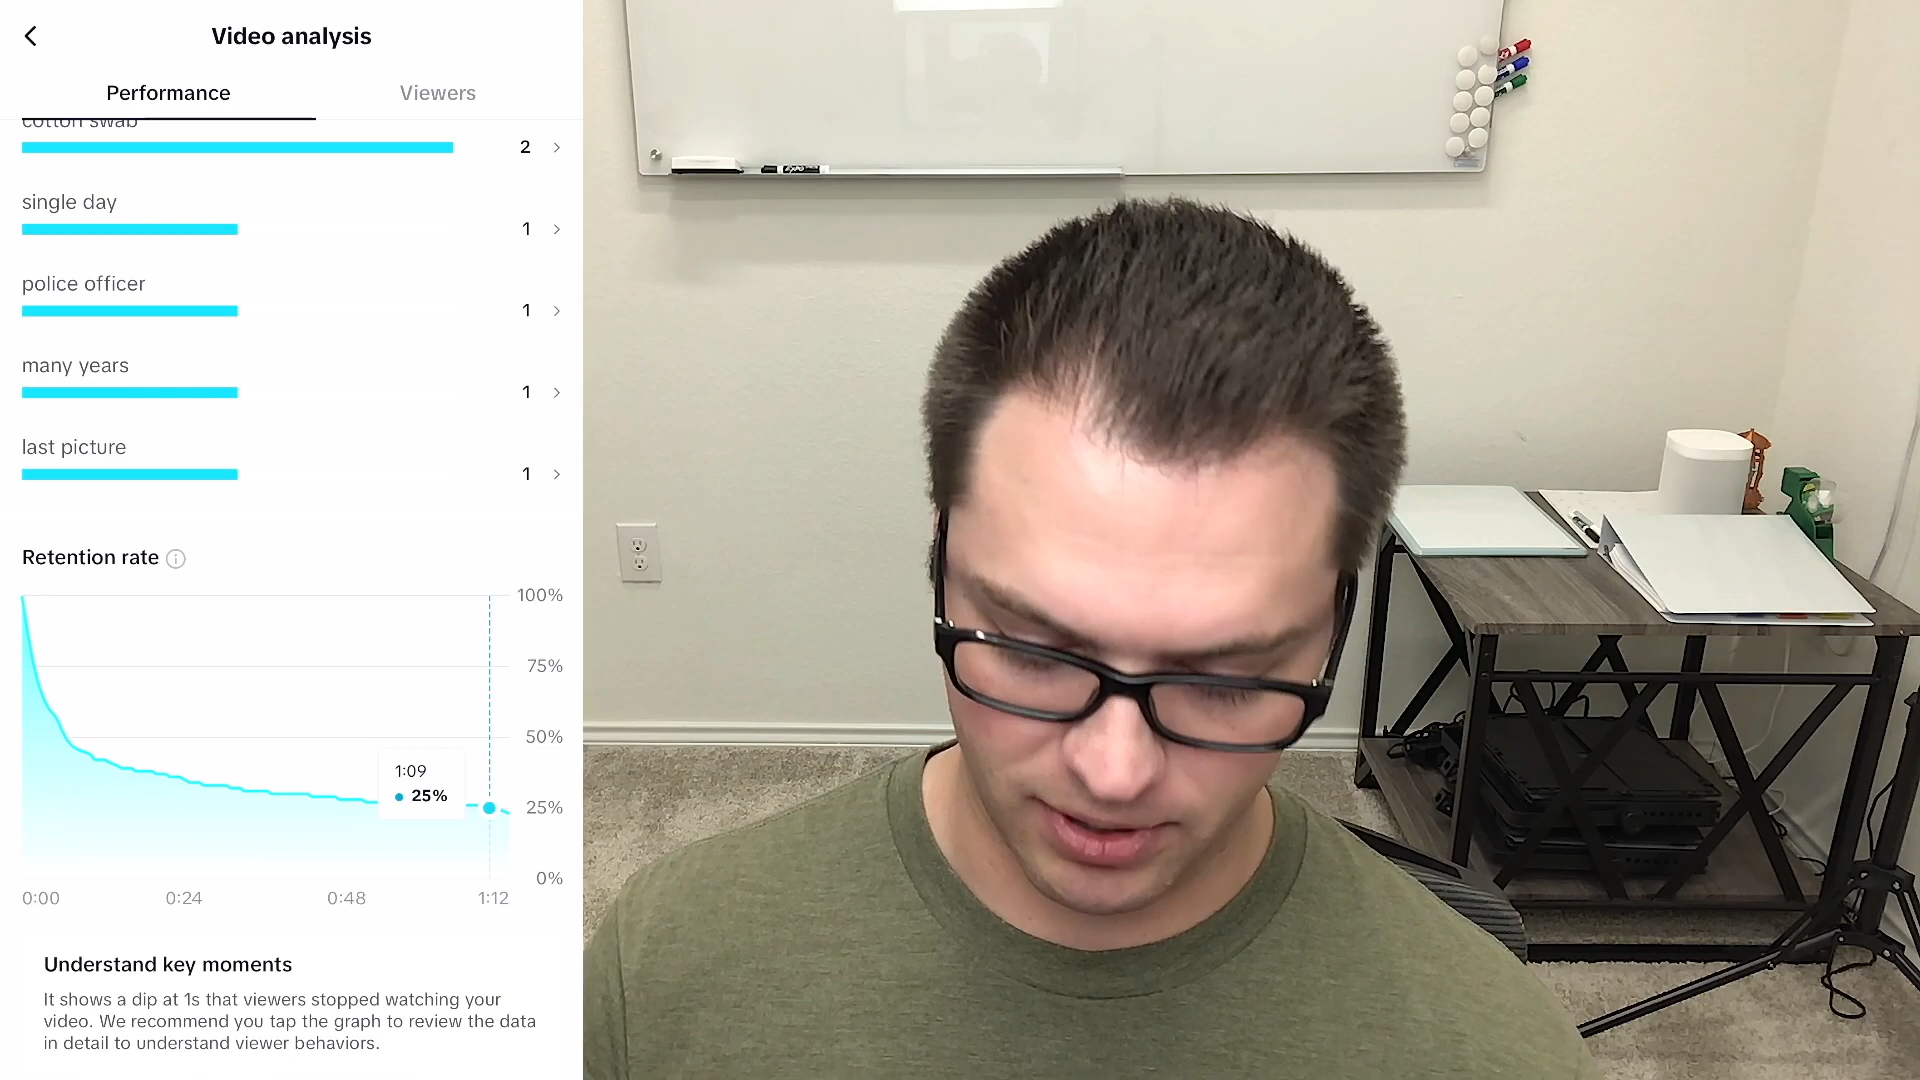 Video analysis
Performance
Viewers
cotton swab
2
single day
1
police officer
1
many years
1
last picture
1
Retention rate
100%
75%
50%
25%
0%
1:09
25%
0:00
0:24
0:48
1:12
Understand key moments
It shows a dip at 1s that viewers stopped watching your
video. We recommend you tap the graph to review the data
in detail to understand viewer behaviors.